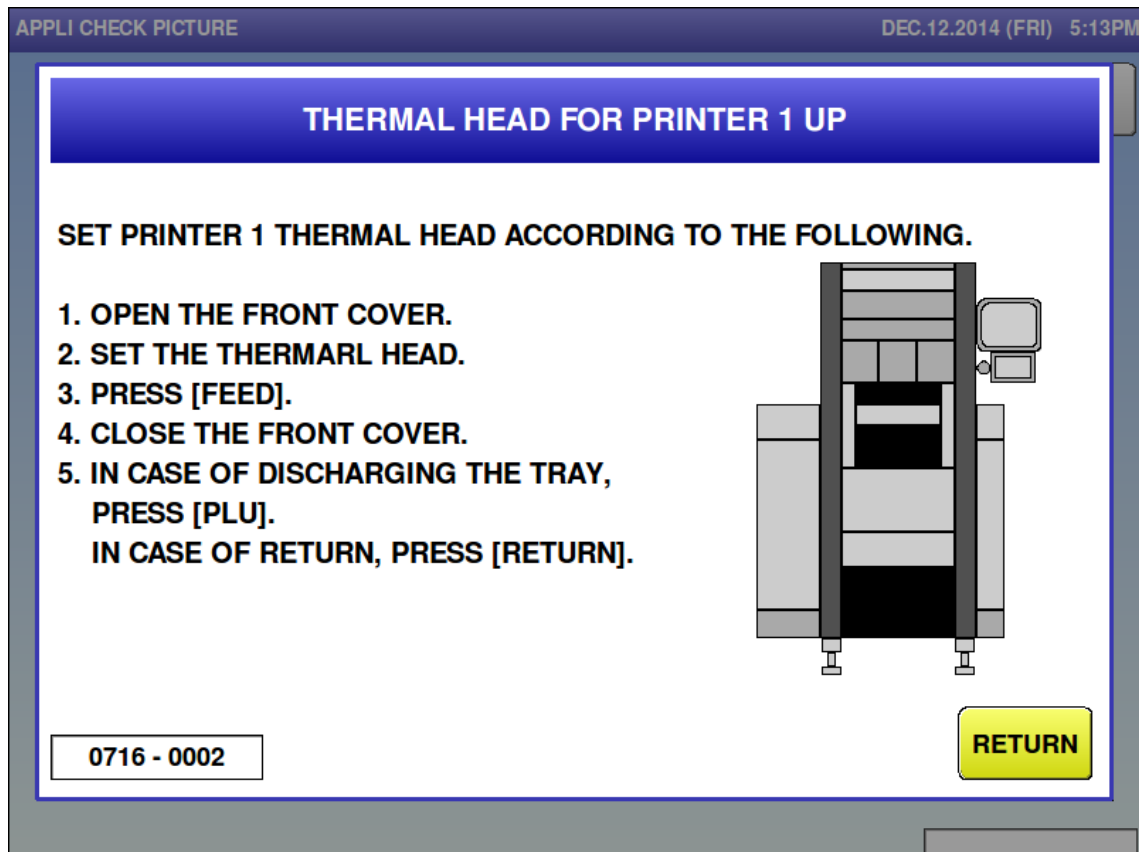 APPLI CHECK PICTURE DEC.12.2014 (FRI) 5:13PM
THERMAL HEAD FOR PRINTER 1 UP
SET PRINTER 1 THERMAL HEAD ACCORDING TO THE FOLLOWING.
1. OPEN THE FRONT COVER.
2. SET THE THERMARL HEAD.
3. PRESS [FEED].
4. CLOSE THE FRONT COVER.
5. IN CASE OF DISCHARGING THE TRAY,
PRESS [PLU].
IN CASE OF RETURN, PRESS [RETURN].
0716 - 0002
RETURN